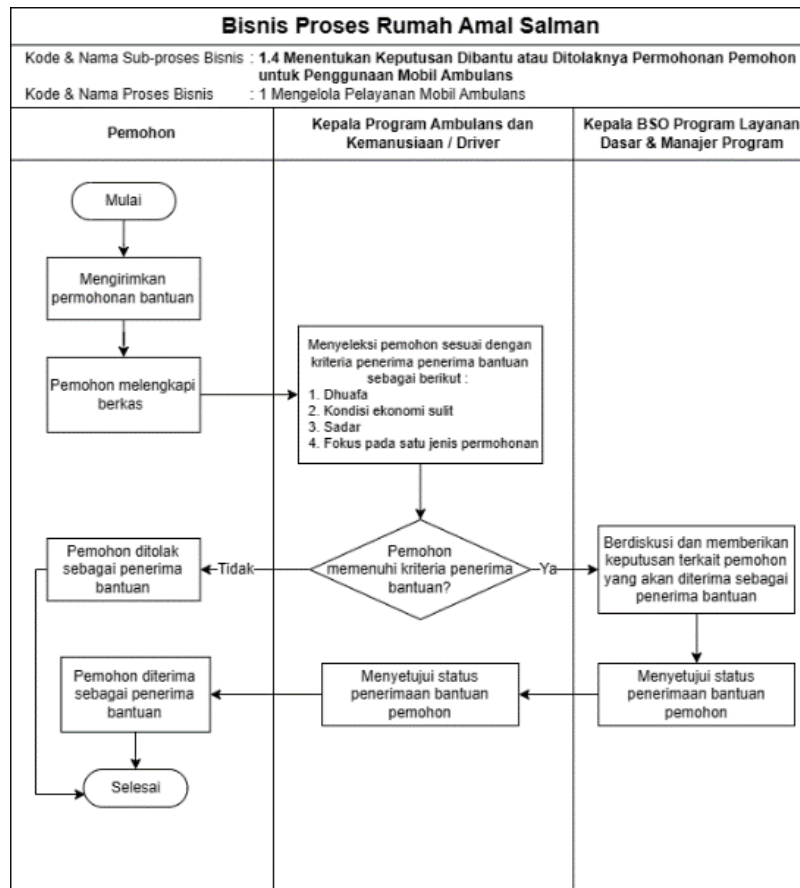 Bisnis Proses Rumah Amal Salman
Kode & Nama Sub-proses Bisnis : 1.4 Menentukan Keputusan Dibantu atau Ditolaknya Permohonan Pemohon
untuk Penggunaan Mobil Ambulans
Kode & Nama Proses Bisnis : 1 Mengelola Pelayanan Mobil Ambulans
Pemohon
Kepala Program Ambulans dan
Kemanusiaan / Driver
Kepala BSO Program Layanan
Dasar & Manajer Program
Mulai
Mengirimkan
permohonan bantuan
Pemohon melengkapi
berkas
Menyeleksi pemohon sesuai dengan
kriteria penerima penerima bantuan
sebagai berikut :
1. Dhuafa
2. Kondisi ekonomi sulit
3. Sadar
4. Fokus pada satu jenis permohonan
Pemohon
memenuhi kriteria penerima
bantuan?
Tidak
Ya
Pemohon ditolak
sebagai penerima
bantuan
Berdiskusi dan memberikan
keputusan terkait pemohon
yang akan diterima sebagai
penerima bantuan
Menyetujui status
penerimaan bantuan
pemohon
Menyetujui status
penerimaan bantuan
pemohon
Pemohon diterima
sebagai penerima
bantuan
Selesai